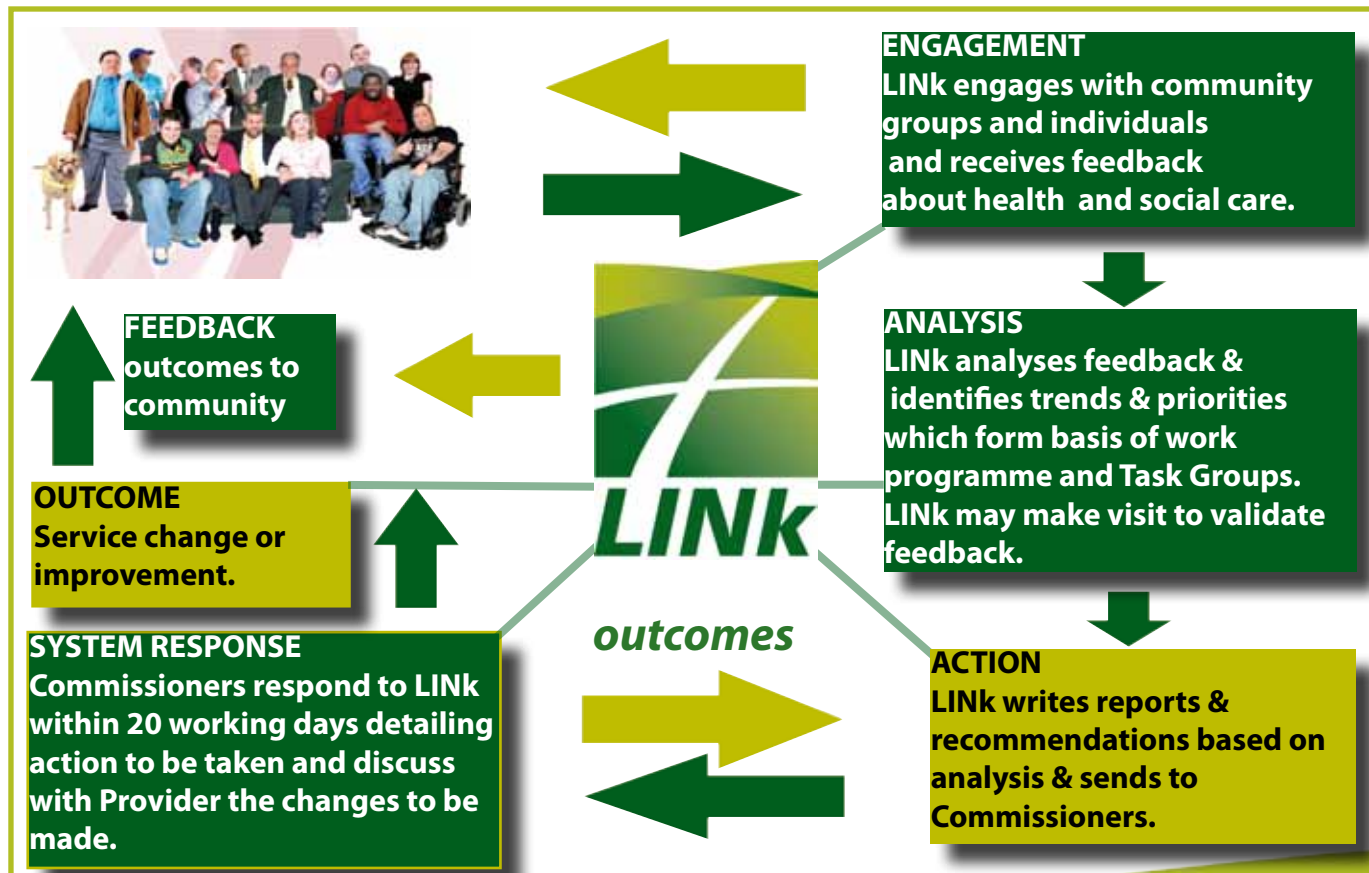 ENGAGEMENT
LINk engages with community
groups and individuals
and receives feedback
about health and social care.
ANALYSIS
LINk analyses feedback &
identifies trends & priorities
which form basis of work
programme and Task Groups.
LINk may make visit to validate
feedback.
ACTION
LINk writes reports &
recommendations based on
analysis & sends to
Commissioners.
LINk
outcomes
SYSTEM RESPONSE
Commissioners respond to LINk
within 20 working days detailing
action to be taken and discuss
with Provider the changes to be
made.
OUTCOME
Service change or
improvement.
FEEDBACK
outcomes to
community